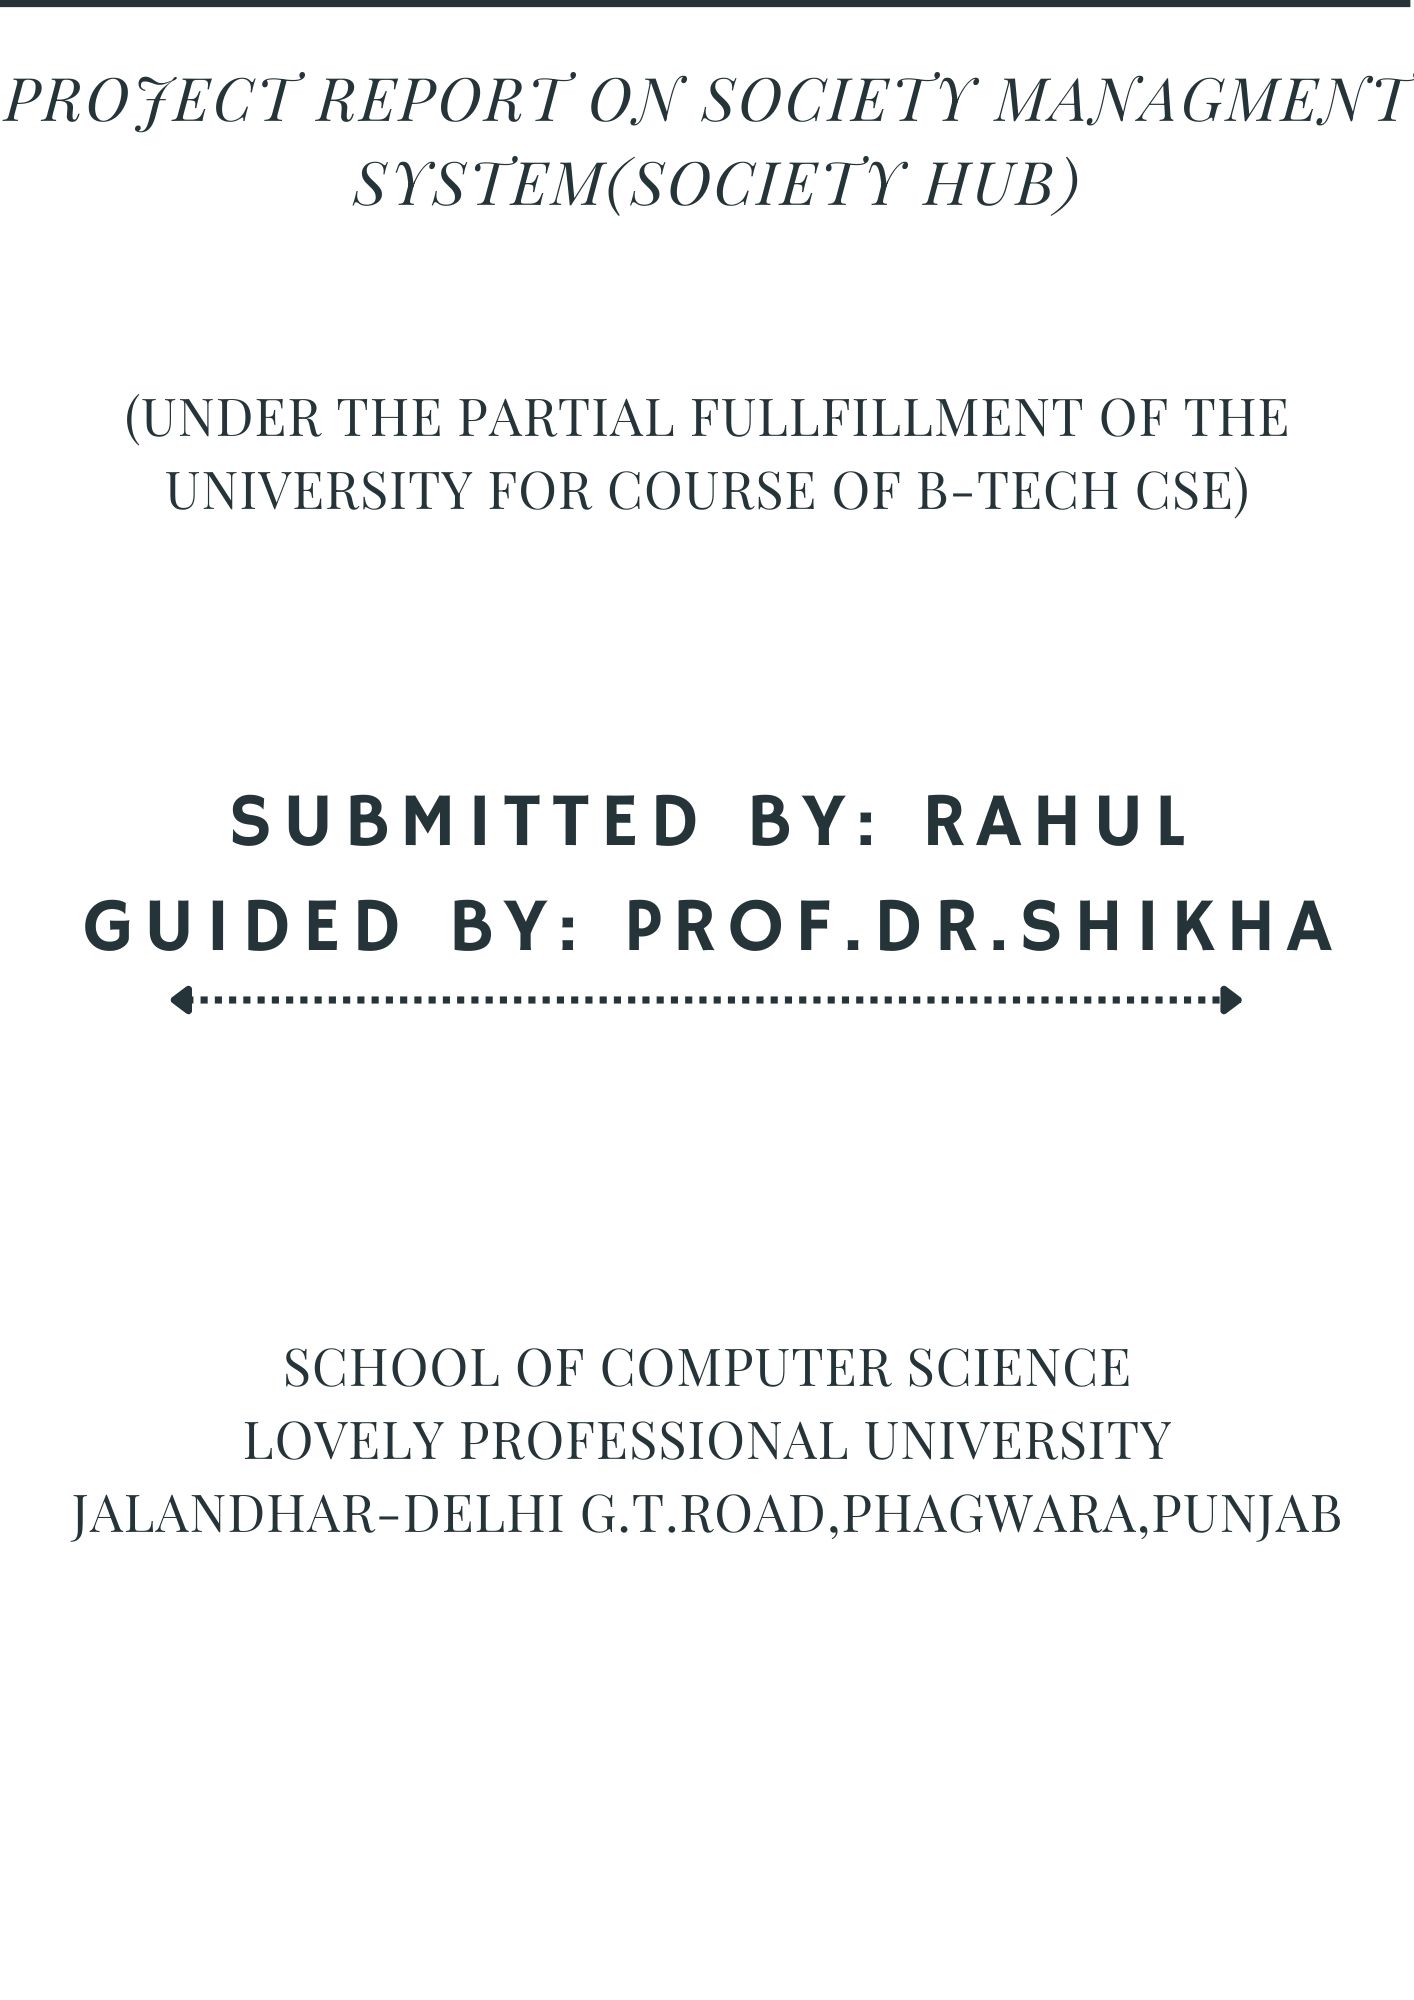 PROJECT REPORT ON SOCIETY MANAGMENT
SYSTEM(SOCIETY HUB)
(UNDER THE PARTIAL FULLFILLMENT OF THE
UNIVERSITY FOR COURSE OF B-TECH CSE)
SUBMITTED BY: RAHUL
GUIDED BY: PROF.DR.SHIKHA
SCHOOL OF COMPUTER SCIENCE
LOVELY PROFESSIONAL UNIVERSITY
JALANDHAR-DELHI G.T.ROAD,PHAGWARA,PUNJAB